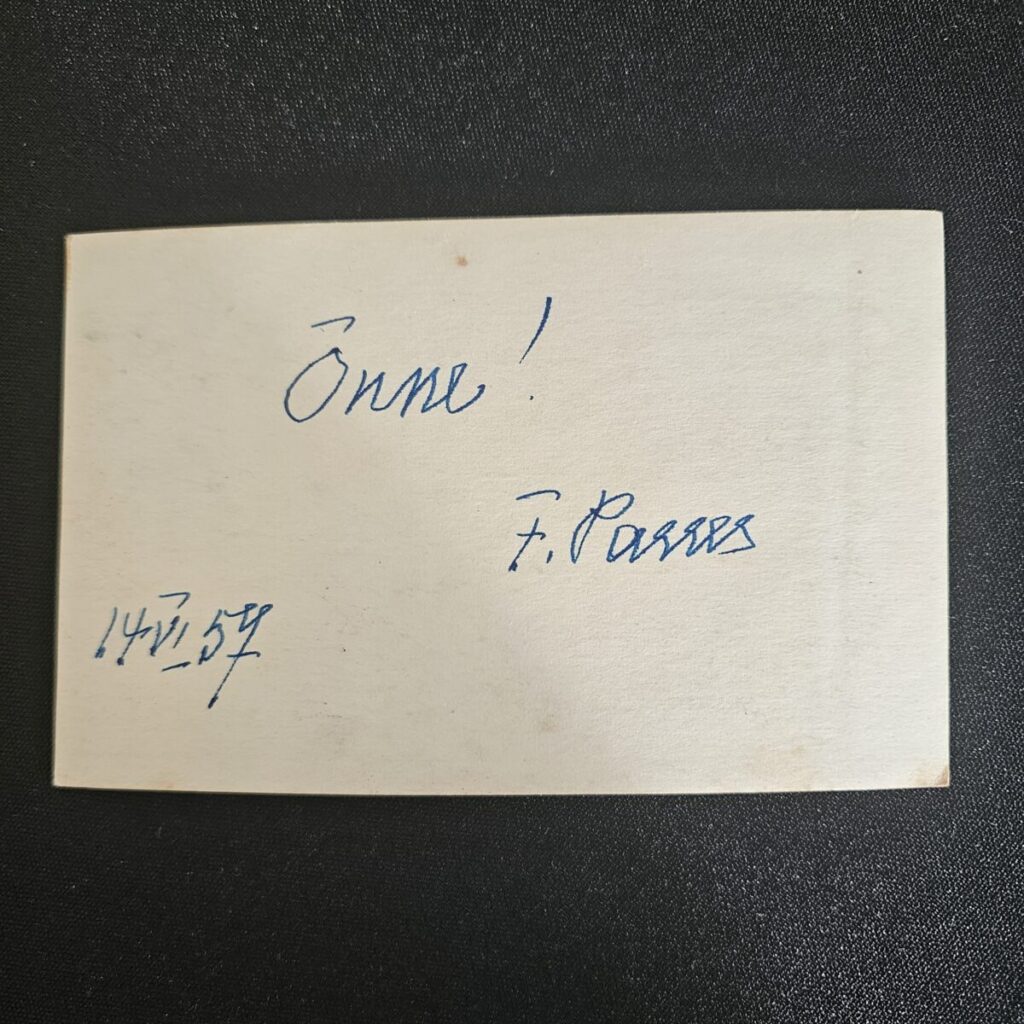 Õnne!
F. Parres
14 VI 57